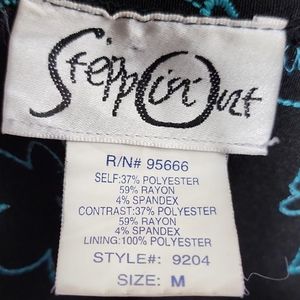 Steppin Out
R/N# 95666
SELF:37% POLYESTER
59% RAYON
4% SPANDEX
CONTRAST:37% POLYESTER
59% RAYON
4% SPANDEX
LINING:100% POLYESTER
STYLE#: 9204
SIZE: M